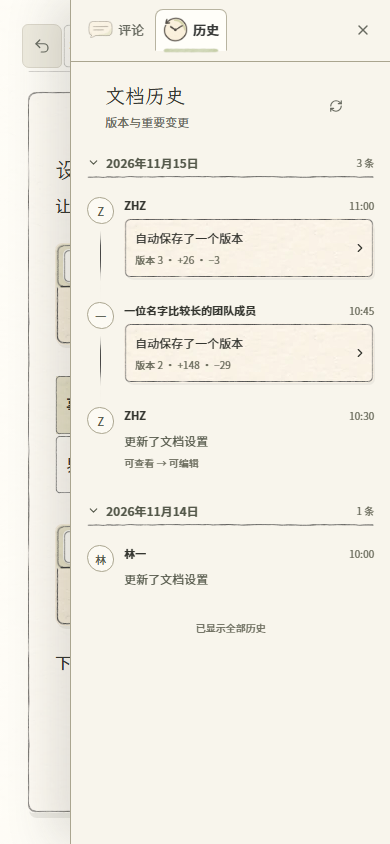 评论
历史
文档历史
版本与重要变更
2026年11月15日
3 条
Z
ZHZ
11:00
自动保存了一个版本
版本 3 • +26 • −3
一
一位名字比较长的团队成员
10:45
自动保存了一个版本
版本 2 • +148 • −29
Z
ZHZ
10:30
更新了文档设置
可查看 → 可编辑
2026年11月14日
1 条
林
林一
10:00
更新了文档设置
已显示全部历史
让
下